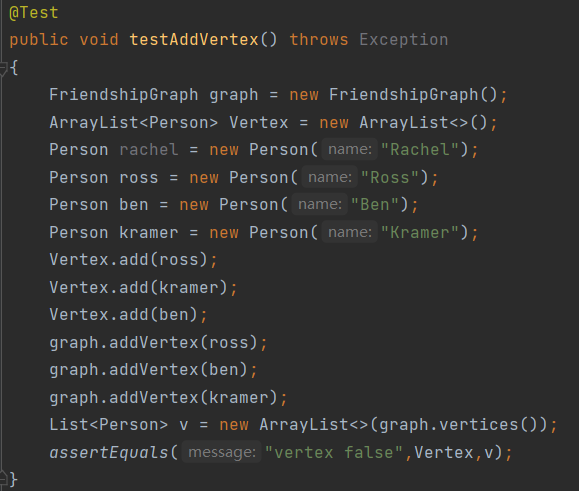 @Test
public void testAddVertex() throws Exception
{
FriendshipGraph graph = new FriendshipGraph();
ArrayList<Person> Vertex = new ArrayList<>();
Person rachel = new Person( name: "Rachel");
Person ross = new Person( name: "Ross");
Person ben = new Person( name: "Ben");
Person kramer = new Person( name: "Kramer");
Vertex.add(ross);
Vertex.add(kramer);
Vertex.add(ben);
graph.addVertex(ross);
graph.addVertex(ben);
graph.addVertex(kramer);
List<Person> v = new ArrayList<>(graph.vertices());
assertEquals( message: "vertex false",Vertex,v);
}